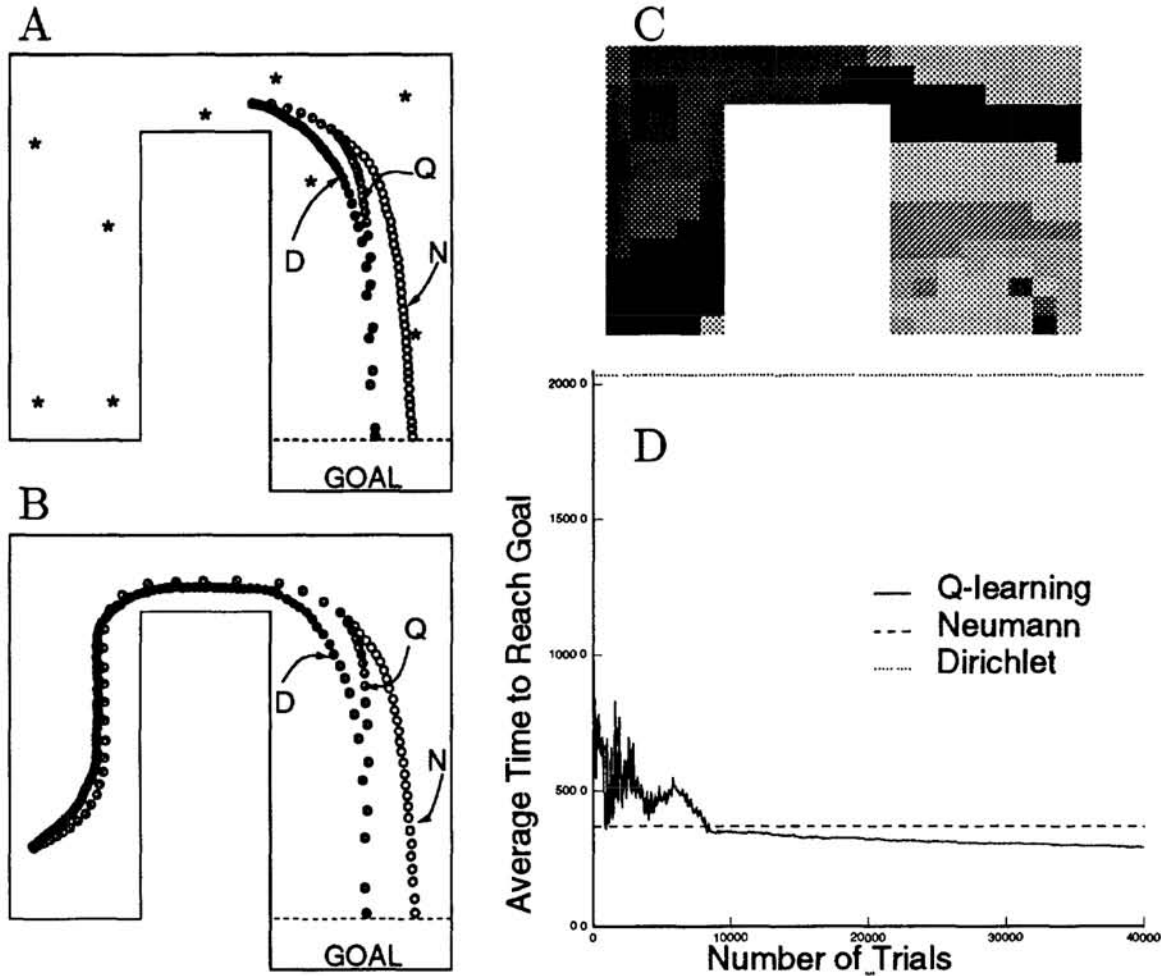 A
Q
D
N
GOAL
B
Q
D
N
GOAL
C
D
2000 0
1500 0
1000 0
500 0
0 0
Average Time to Reach Goal
Q-learning
Neumann
Dirichlet
0
10000
20000
30000
40000
Number of Trials